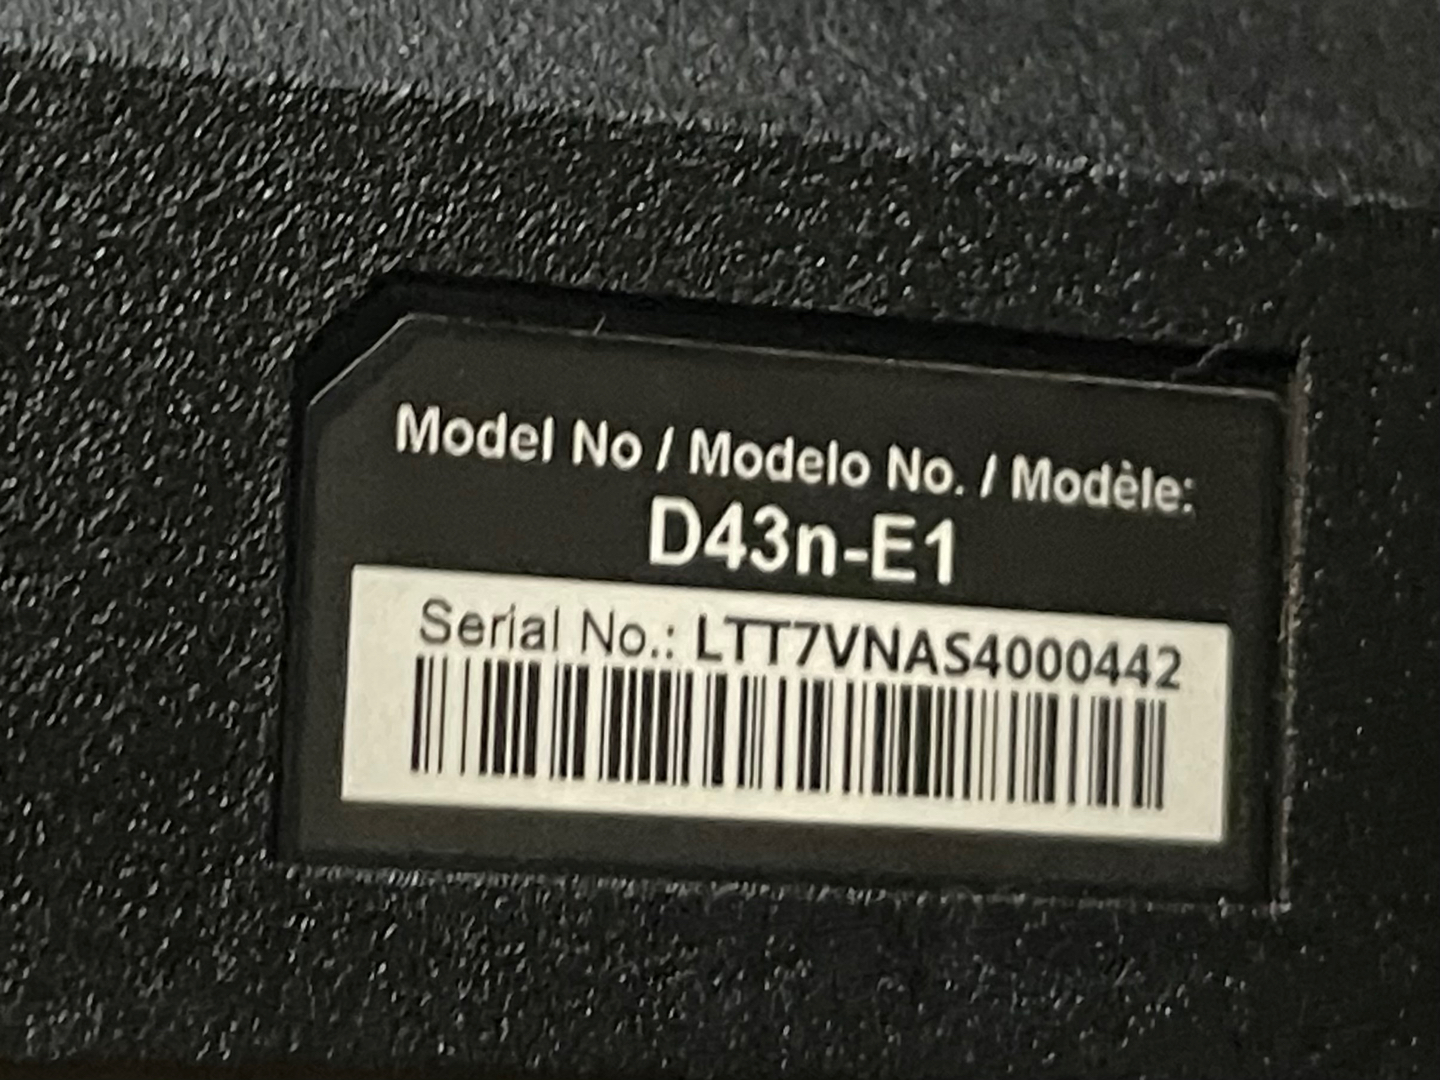 Model No / Modelo No. / Modèle:
D43n-E1
Serial No.: LTT7VNAS4000442